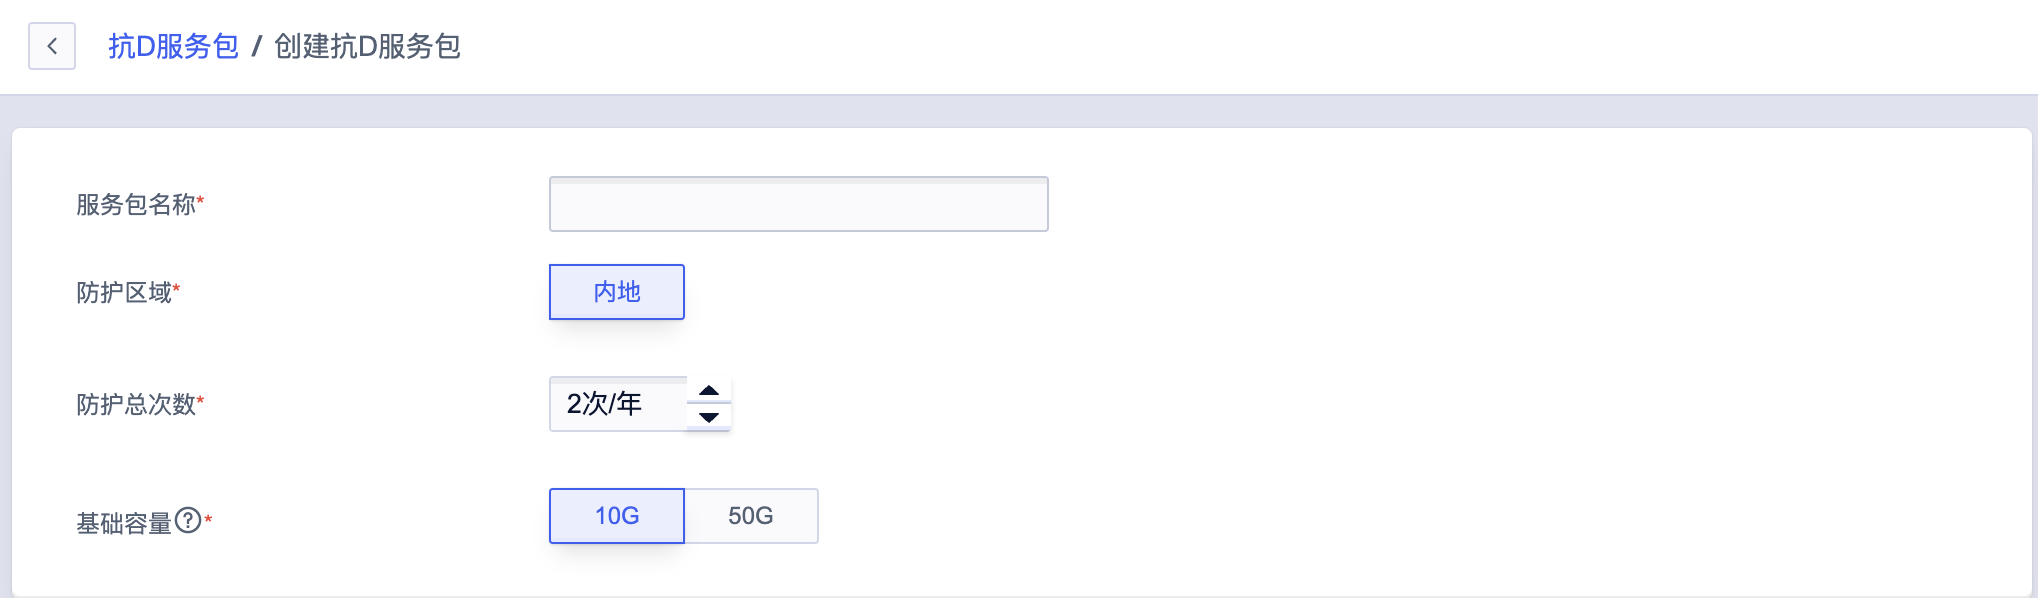 抗D服务包 / 创建抗D服务包
服务包名称*
防护区域* 内地
防护总次数* 2次/年
基础容量?* 10G 50G